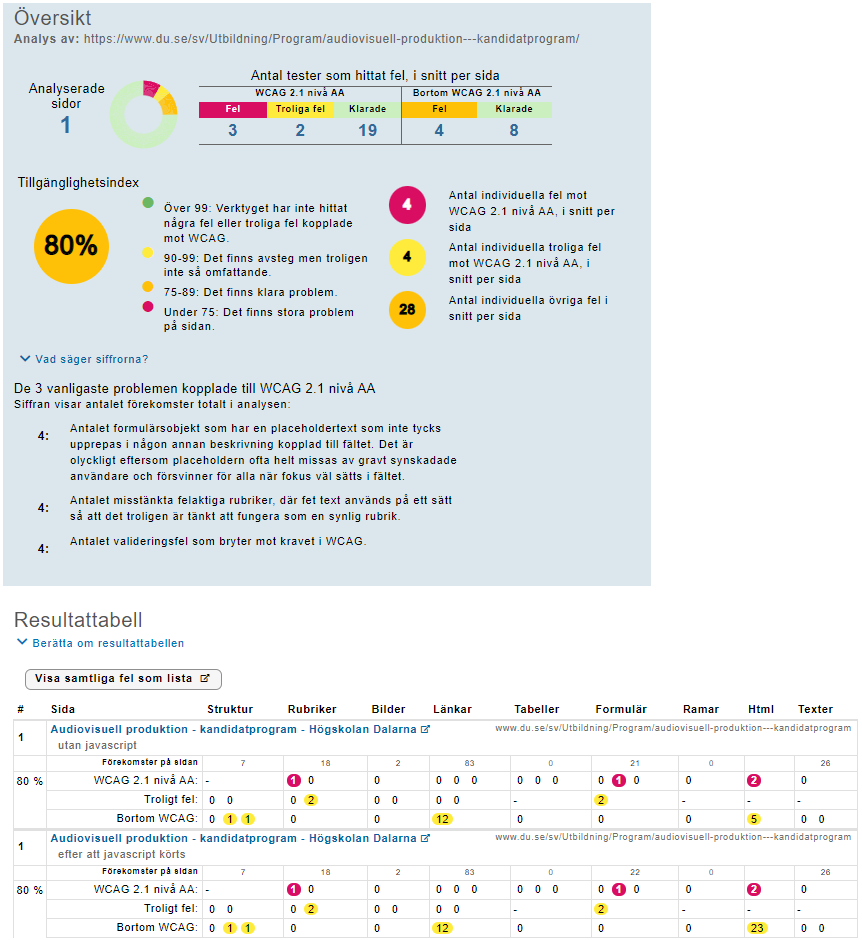 Översikt
Analys av: https://www.du.se/sv/Utbildning/Program/audiovisuell-produktion---kandidatprogram/
Analyserade
sidor
1
Antal tester som hittat fel, i snitt per sida
WCAG 2.1 nivå AA Bortom WCAG 2.1 nivå AA
Fel Troliga fel Klarade Fel Klarade
3 2 19 4 8
Tillgänglighetsindex
80%
Över 99: Verktyget har inte hittat
några fel eller troliga fel kopplade
mot WCAG.
90-99: Det finns avsteg men troligen
inte så omfattande.
75-89: Det finns klara problem.
Under 75: Det finns stora problem
på sidan.
4 Antal individuella fel mot
WCAG 2.1 nivå AA, i snitt per
sida
4 Antal individuella troliga fel
mot WCAG 2.1 nivå AA, i
snitt per sida
28 Antal individuella övriga fel i
snitt per sida
Vad säger siffrorna?
De 3 vanligaste problemen kopplade till WCAG 2.1 nivå AA
Siffran visar antalet förekomster totalt i analysen:
4: Antalet formulärsobjekt som har en placeholdertext som inte tycks
upprepas i någon annan beskrivning kopplad till fältet. Det är
olyckligt eftersom placeholdern ofta helt missas av gravt synskadade
användare och försvinner för alla när fokus väl sätts i fältet.
4: Antalet misstänkta felaktiga rubriker, där fet text används på ett sätt
så att det troligen är tänkt att fungera som en synlig rubrik.
4: Antalet valideringsfel som bryter mot kravet i WCAG.
Resultattabell
Berätta om resultattabellen
Visa samtliga fel som lista
# Sida Struktur Rubriker Bilder Länkar Tabeller Formulär Ramar Html Texter
1 Audiovisuell produktion - kandidatprogram - Högskolan Dalarna www.du.se/sv/Utbildning/Program/audiovisuell-produktion---kandidatprogram
utan javascript
Förekomster på sidan 7 18 2 83 0 21 0 26
80 % WCAG 2.1 nivå AA: - 1 0 0 0 0 0 0 0 0 0 1 0 0 2 0
Troligt fel: 0 0 0 2 0 0 0 0 - 2 - - -
Bortom WCAG: 0 1 1 0 0 12 0 0 0 5 0 0
1 Audiovisuell produktion - kandidatprogram - Högskolan Dalarna www.du.se/sv/Utbildning/Program/audiovisuell-produktion---kandidatprogram
efter att javascript körts
Förekomster på sidan 7 18 2 83 0 22 0 26
80 % WCAG 2.1 nivå AA: - 1 0 0 0 0 0 0 0 0 0 1 0 0 2 0
Troligt fel: 0 0 0 2 0 0 0 0 - 2 - - -
Bortom WCAG: 0 1 1 0 0 12 0 0 0 23 0 0